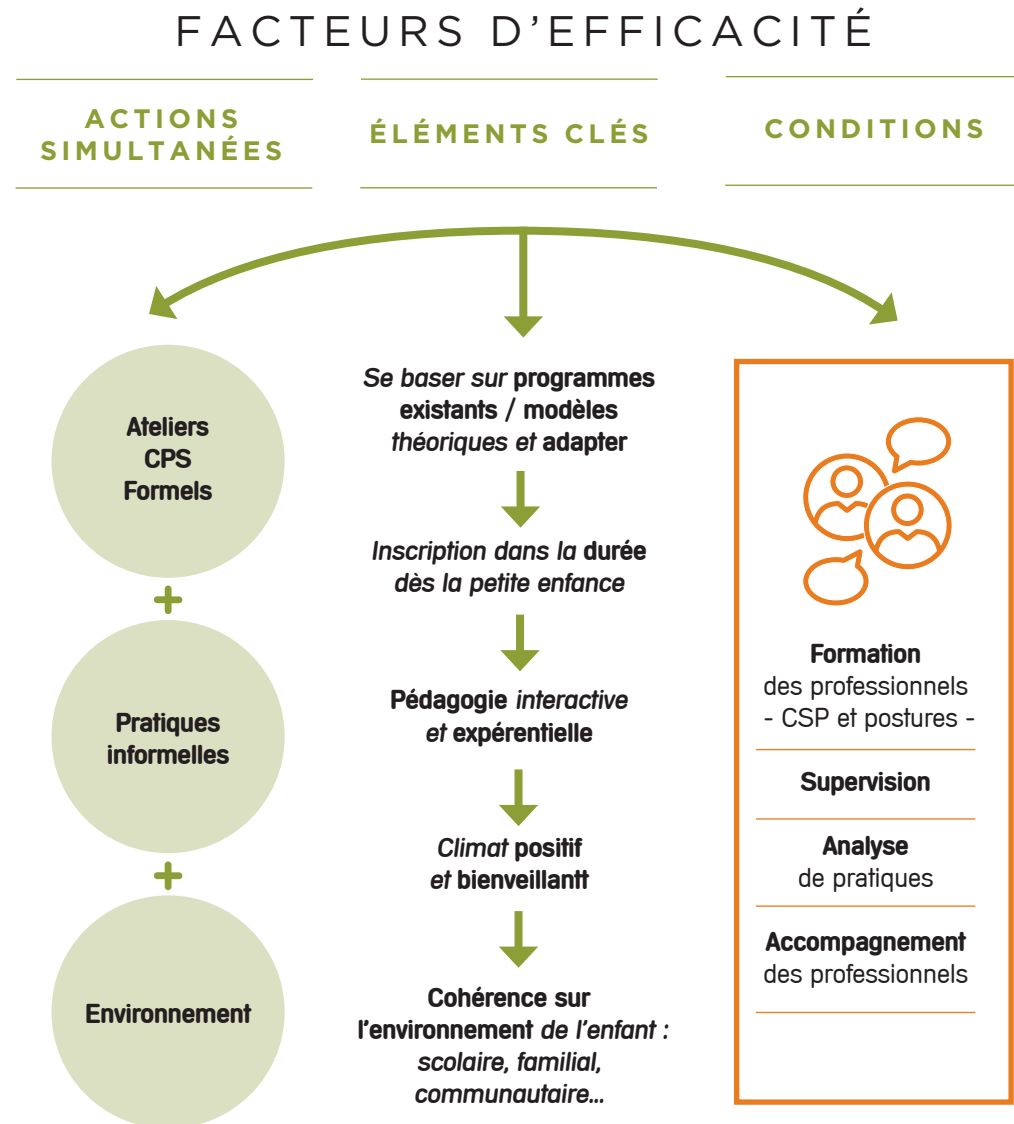 FACTEURS D'EFFICACITÉ
ACTIONS
SIMULTANÉES
ÉLÉMENTS CLÉS
CONDITIONS
Ateliers
CPS
Formels
+
Pratiques
informelles
+
Environnement
Se baser sur programmes
existants / modèles
théoriques et adapter
Inscription dans la durée
dès la petite enfance
Pédagogie interactive
et expérentielle
Climat positif
et bienveillantt
Cohérence sur
l'environnement de l'enfant :
scolaire, familial,
communautaire...
Formation
des professionnels
- CSP et postures -
Supervision
Analyse
de pratiques
Accompagnement
des professionnels